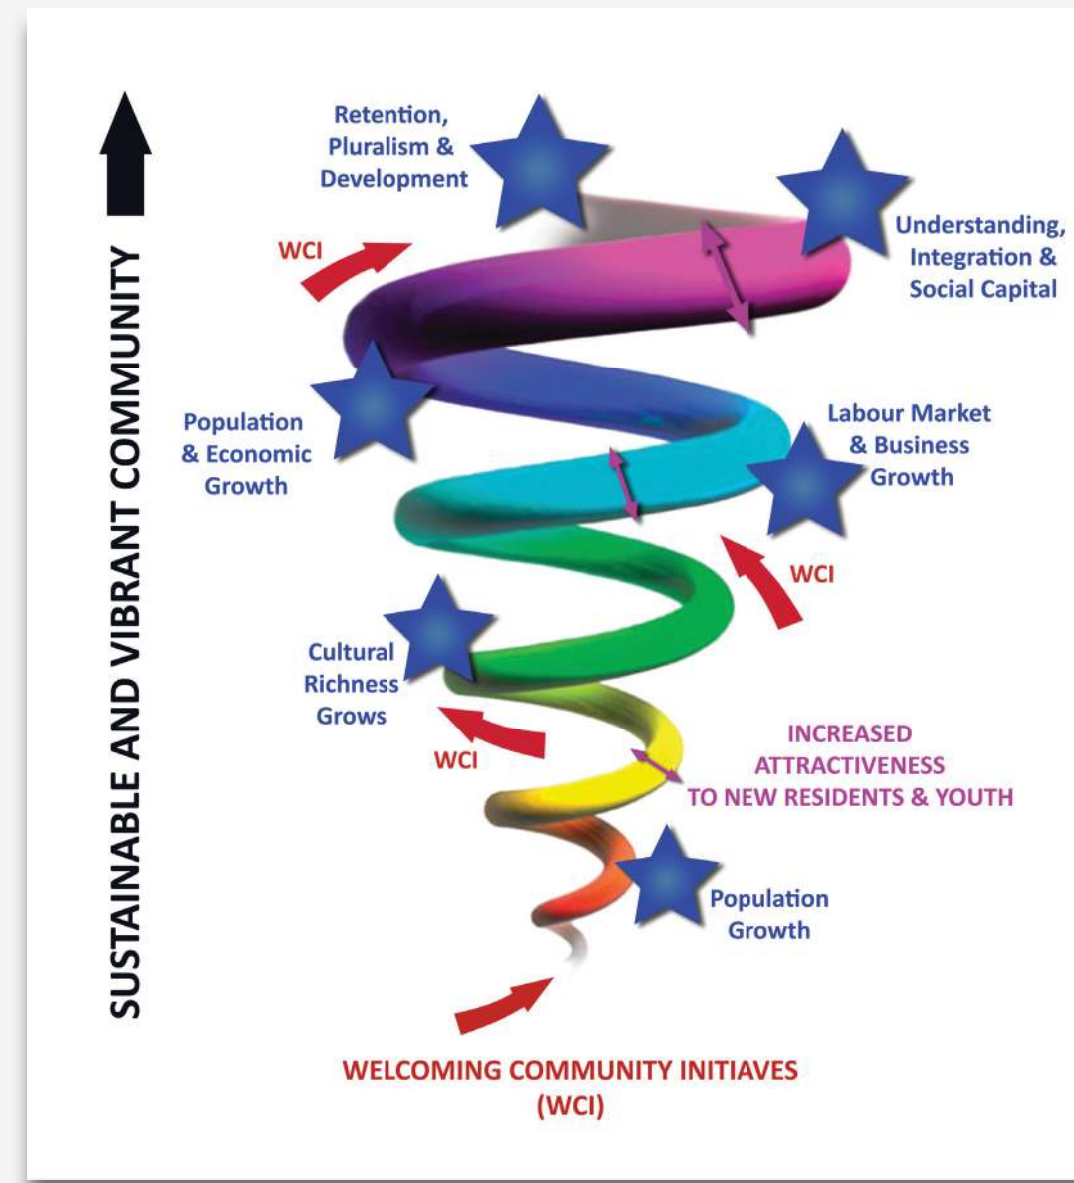 SUSTAINABLE AND VIBRANT COMMUNITY
Retention,
Pluralism &
Development
Understanding,
Integration &
Social Capital
WCI
Population
& Economic
Growth
Labour Market
& Business
Growth
WCI
Cultural
Richness
Grows
WCI
INCREASED
ATTRACTIVENESS
TO NEW RESIDENTS & YOUTH
Population
Growth
WELCOMING COMMUNITY INITIAVES
(WCI)